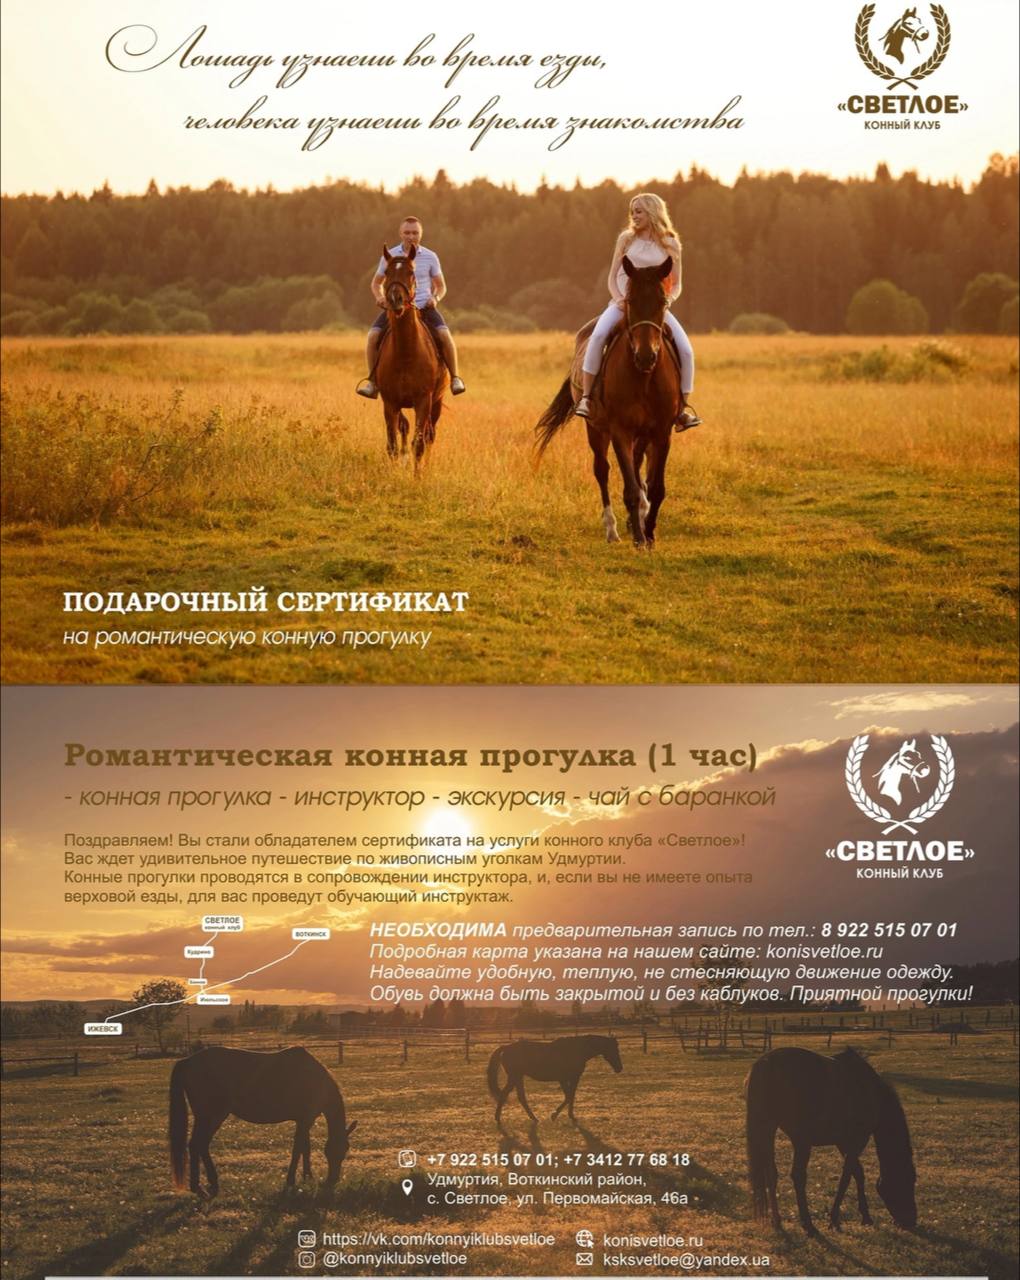 Лошадь узнаешь во время езды,
человека узнаешь во время знакомства
«СВЕТЛОЕ»
КОННЫЙ КЛУБ
ПОДАРОЧНЫЙ СЕРТИФИКАТ
на романтическую конную прогулку
Романтическая конная прогулка (1 час)
- конная прогулка - инструктор - экскурсия - чай с баранкой
«СВЕТЛОЕ»
КОННЫЙ КЛУБ
Поздравляем! Вы стали обладателем сертификата на услуги конного клуба «Светлое»!
Вас ждет удивительное путешествие по живописным уголкам Удмуртии.
Конные прогулки проводятся в сопровождении инструктора, и, если вы не имеете опыта
верховой езды, для вас проведут обучающий инструктаж.
СВЕТЛОЕ
конный клуб
ВОТКИНСК
Кудрино
Июльское
ИЖЕВСК
НЕОБХОДИМА предварительная запись по тел.: 8 922 515 07 01
Подробная карта указана на нашем сайте: konisvetloe.ru
Надевайте удобную, теплую, не стесняющую движение одежду.
Обувь должна быть закрытой и без каблуков. Приятной прогулки!
+7 922 515 07 01; +7 3412 77 68 18
Удмуртия, Воткинский район,
с. Светлое, ул. Первомайская, 46а
https://vk.com/konnyiklubsvetloe
@konnyiklubsvetloe
konisvetloe.ru
ksksvetloe@yandex.ua